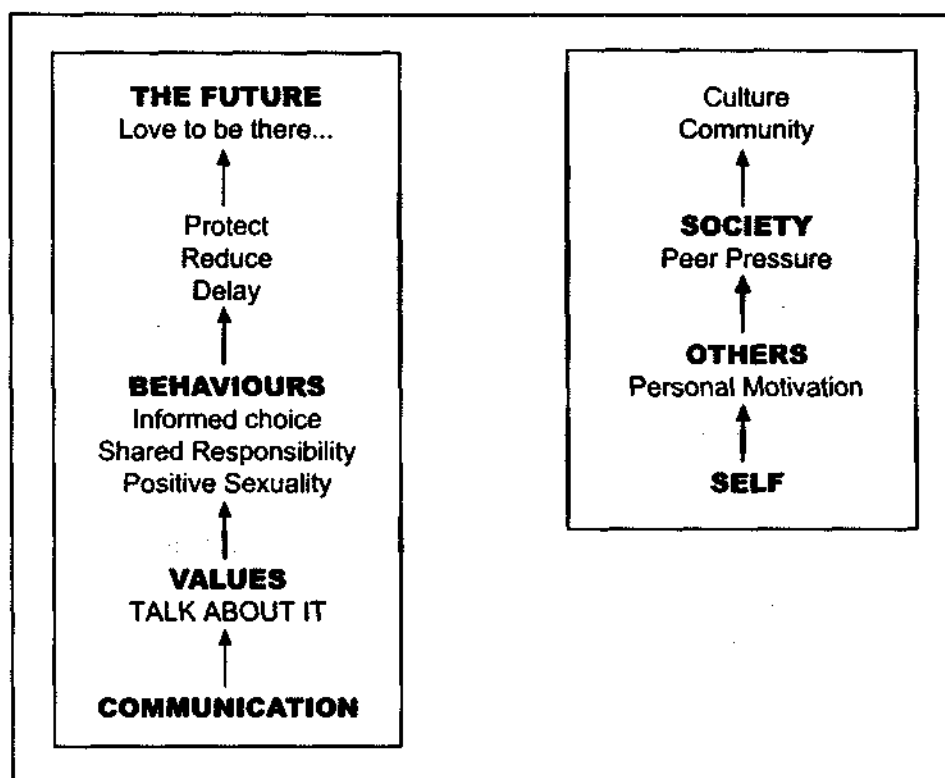 THE FUTURE
Love to be there...
Protect
Reduce
Delay
BEHAVIOURS
Informed choice
Shared Responsibility
Positive Sexuality
VALUES
TALK ABOUT IT
COMMUNICATION
Culture
Community
SOCIETY
Peer Pressure
OTHERS
Personal Motivation
SELF